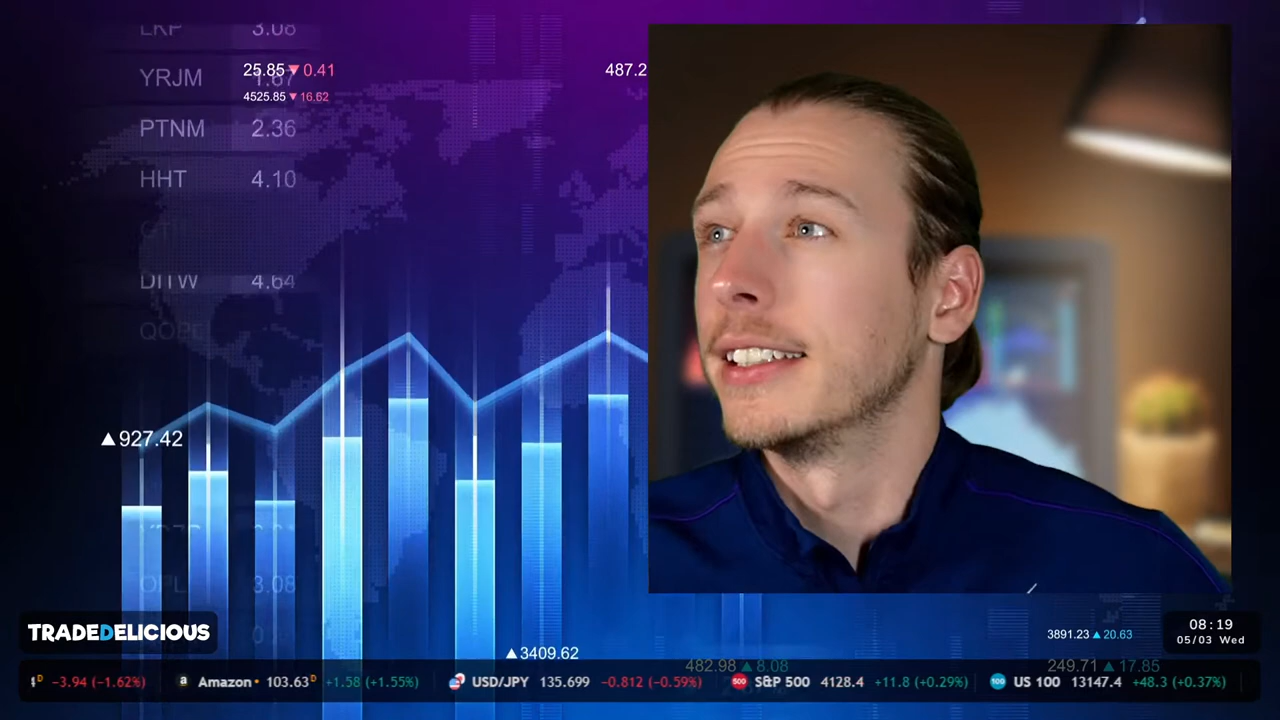 3.08
25.85 ▼ 0.41
487.2
YRJM
4525.85 ▼ 16.62
PTNM 2.36
HHT 4.10
DITW 4.64
▲ 927.42
OPL 3.08
TRADEDELICIOUS
08:19
05/03 Wed
3891.23 ▲ 20.63
▲ 3409.62
482.98 ▲ 8.08
249.71 ▲ 17.85
-3.94 (-1.62%) Amazon 103.63 D +1.58 (+1.55%) USD/JPY 135.699 -0.812 (-0.59%) 500 S&P 500 4128.4 +11.8 (+0.29%) 100 US 100 13147.4 +48.3 (+0.37%)